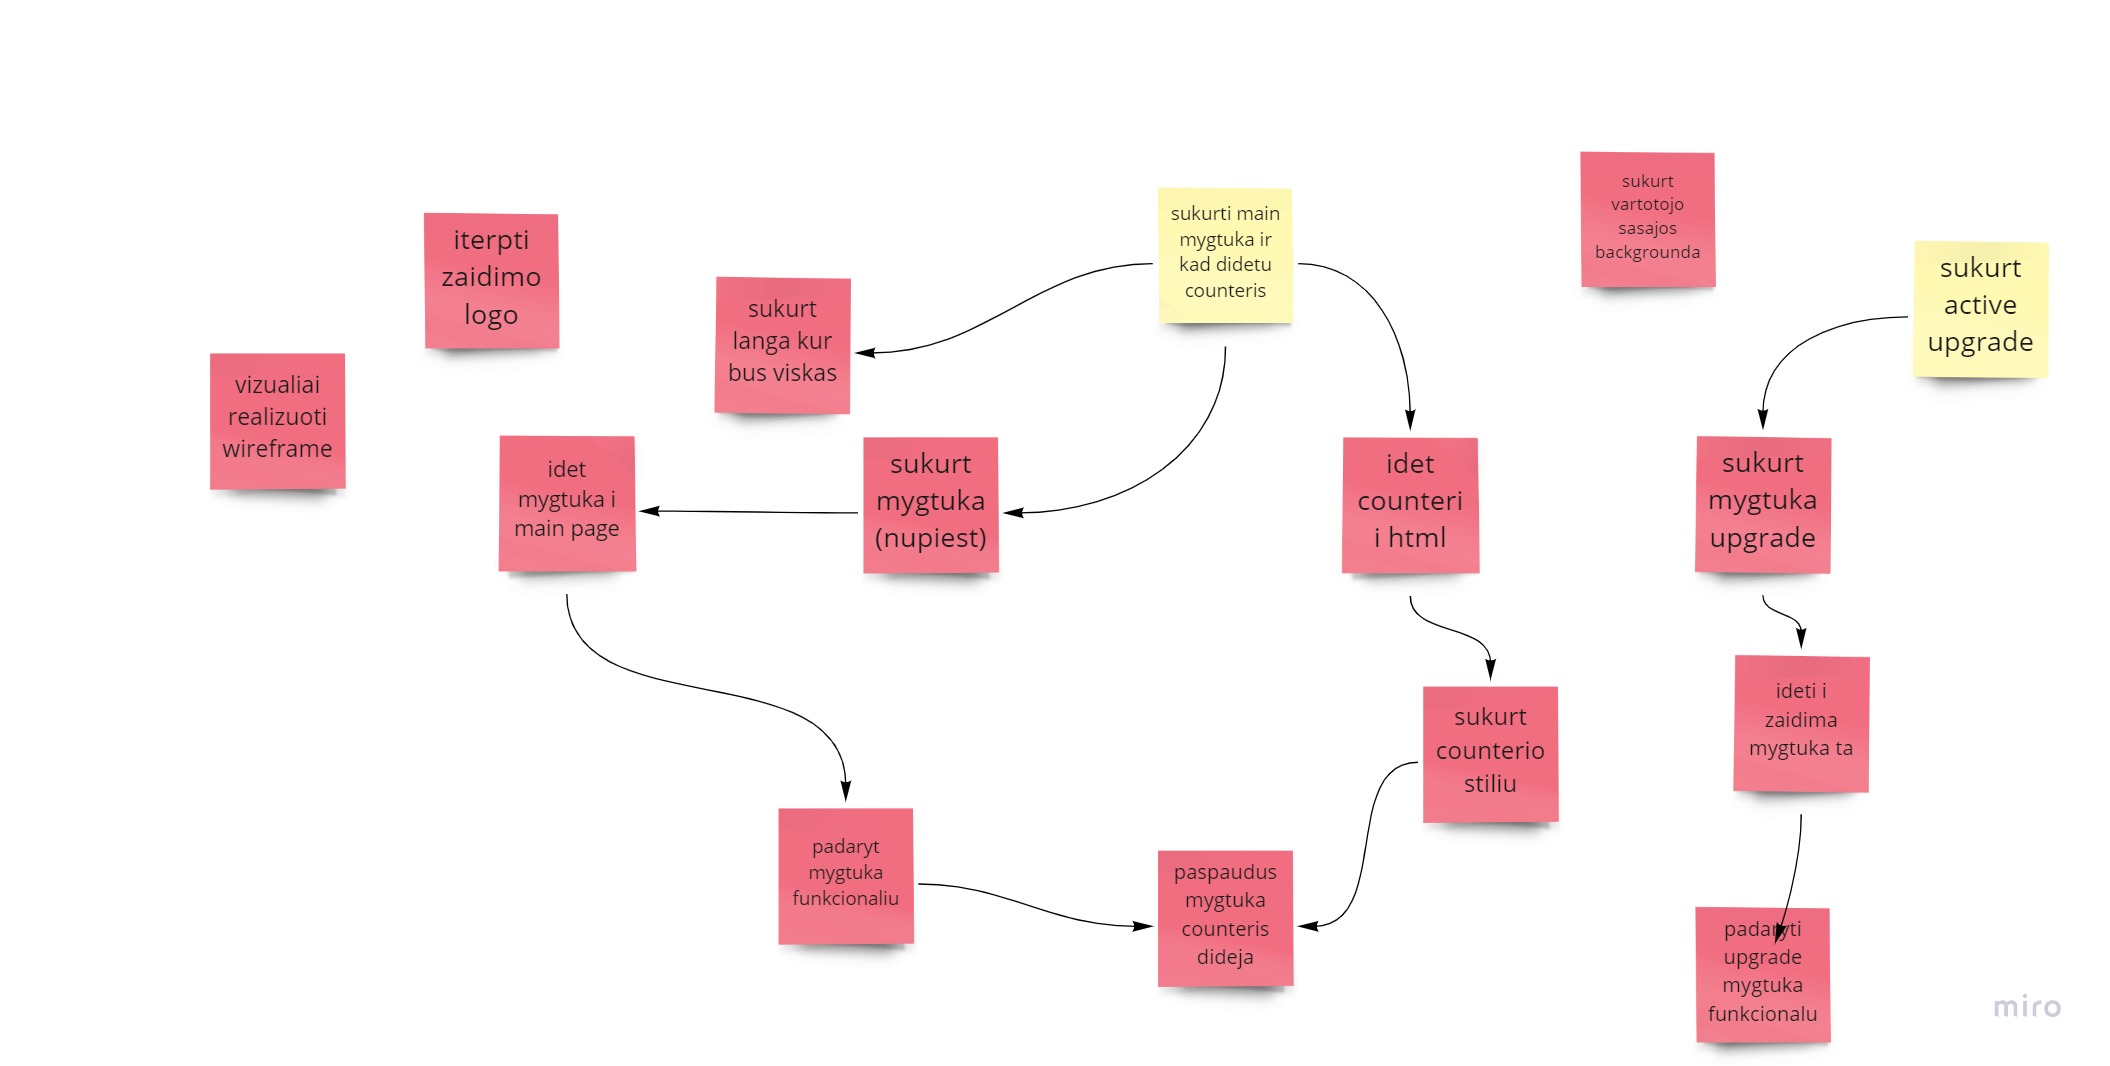 sukurt
vartotojo
sasajos
backgrounda
sukurti main
mygtuka ir
kad didetu
counteris
iterpti
zaidimo
logo
sukurt
active
upgrade
sukurt
langa kur
bus viskas
vizualiai
realizuoti
wireframe
idet
mygtuka i
main page
sukurt
mygtuka
(nupiest)
idet
counteri
i html
sukurt
mygtuka
upgrade
ideti i
zaidima
mygtuka ta
sukurt
counterio
stiliu
padaryt
mygtuka
funkcionaliu
paspaudus
mygtuka
counteris
dideja
padaryti
upgrade
mygtuka
funkcionalu
miro